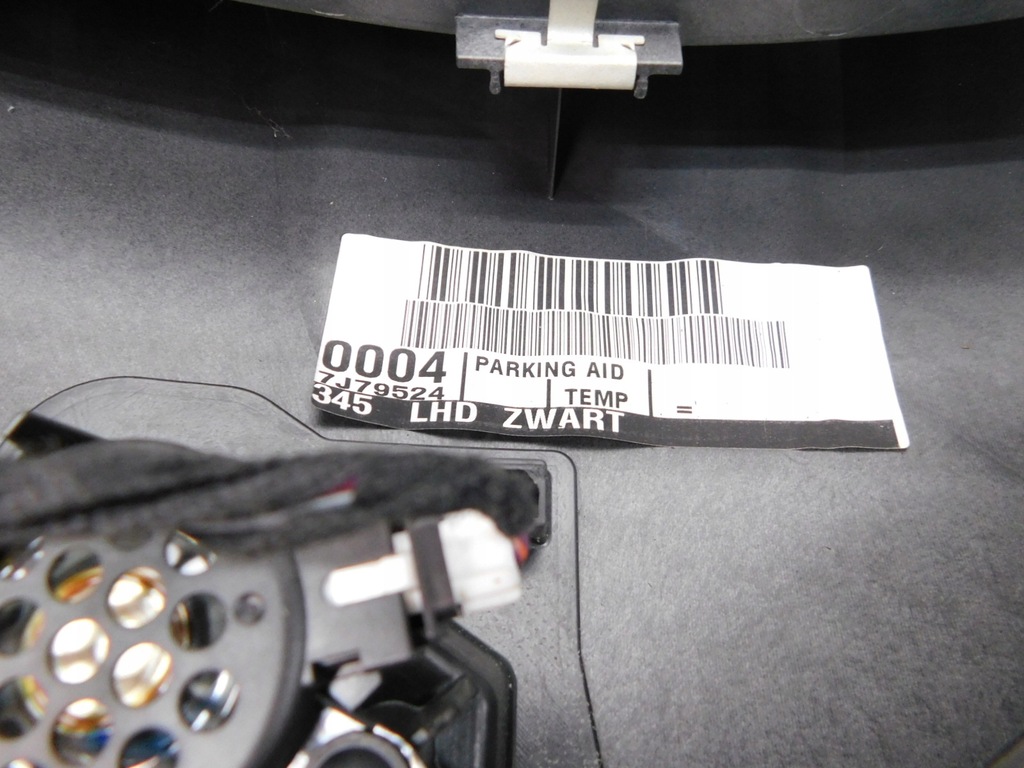 0004 PARKING AID
7J79524 TEMP =
345 LHD ZWART